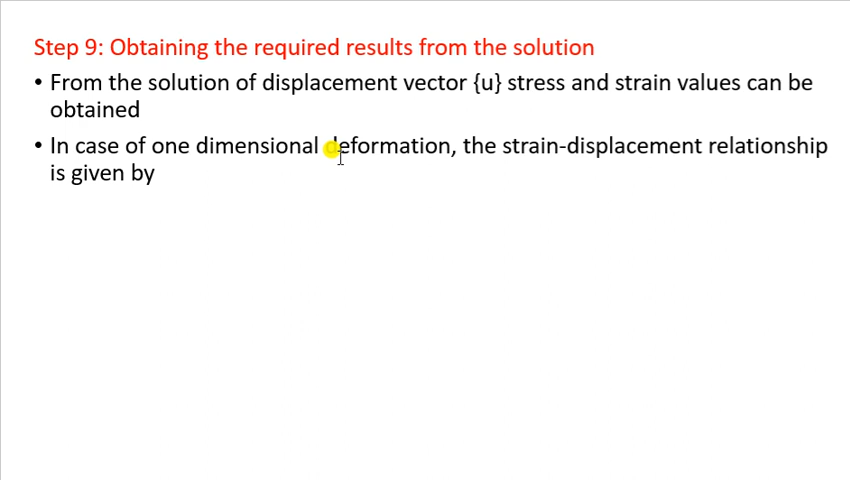 Step 9: Obtaining the required results from the solution
• From the solution of displacement vector {u} stress and strain values can be
obtained
• In case of one dimensional deformation, the strain-displacement relationship
is given by